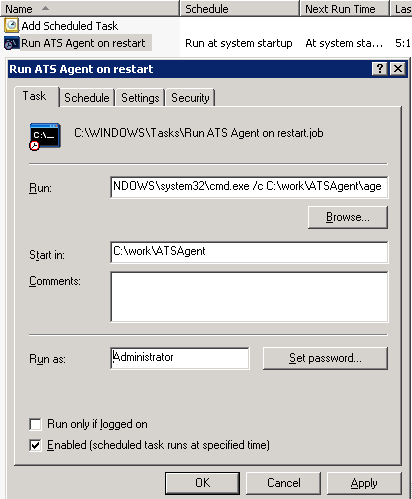 Name Schedule Next Run Time Las
Add Scheduled Task
Run ATS Agent on restart Run at system startup At system sta... 5:1
Run ATS Agent on restart
Task Schedule Settings Security
C:\WINDOWS\Tasks\Run ATS Agent on restart.job
Run: NDOWS\system32\cmd.exe /c C:\work\ATSAgent\age
Browse...
Start in: C:\work\ATSAgent
Comments:
Run as: Administrator Set password...
Run only if logged on
Enabled (scheduled task runs at specified time)
OK Cancel Apply